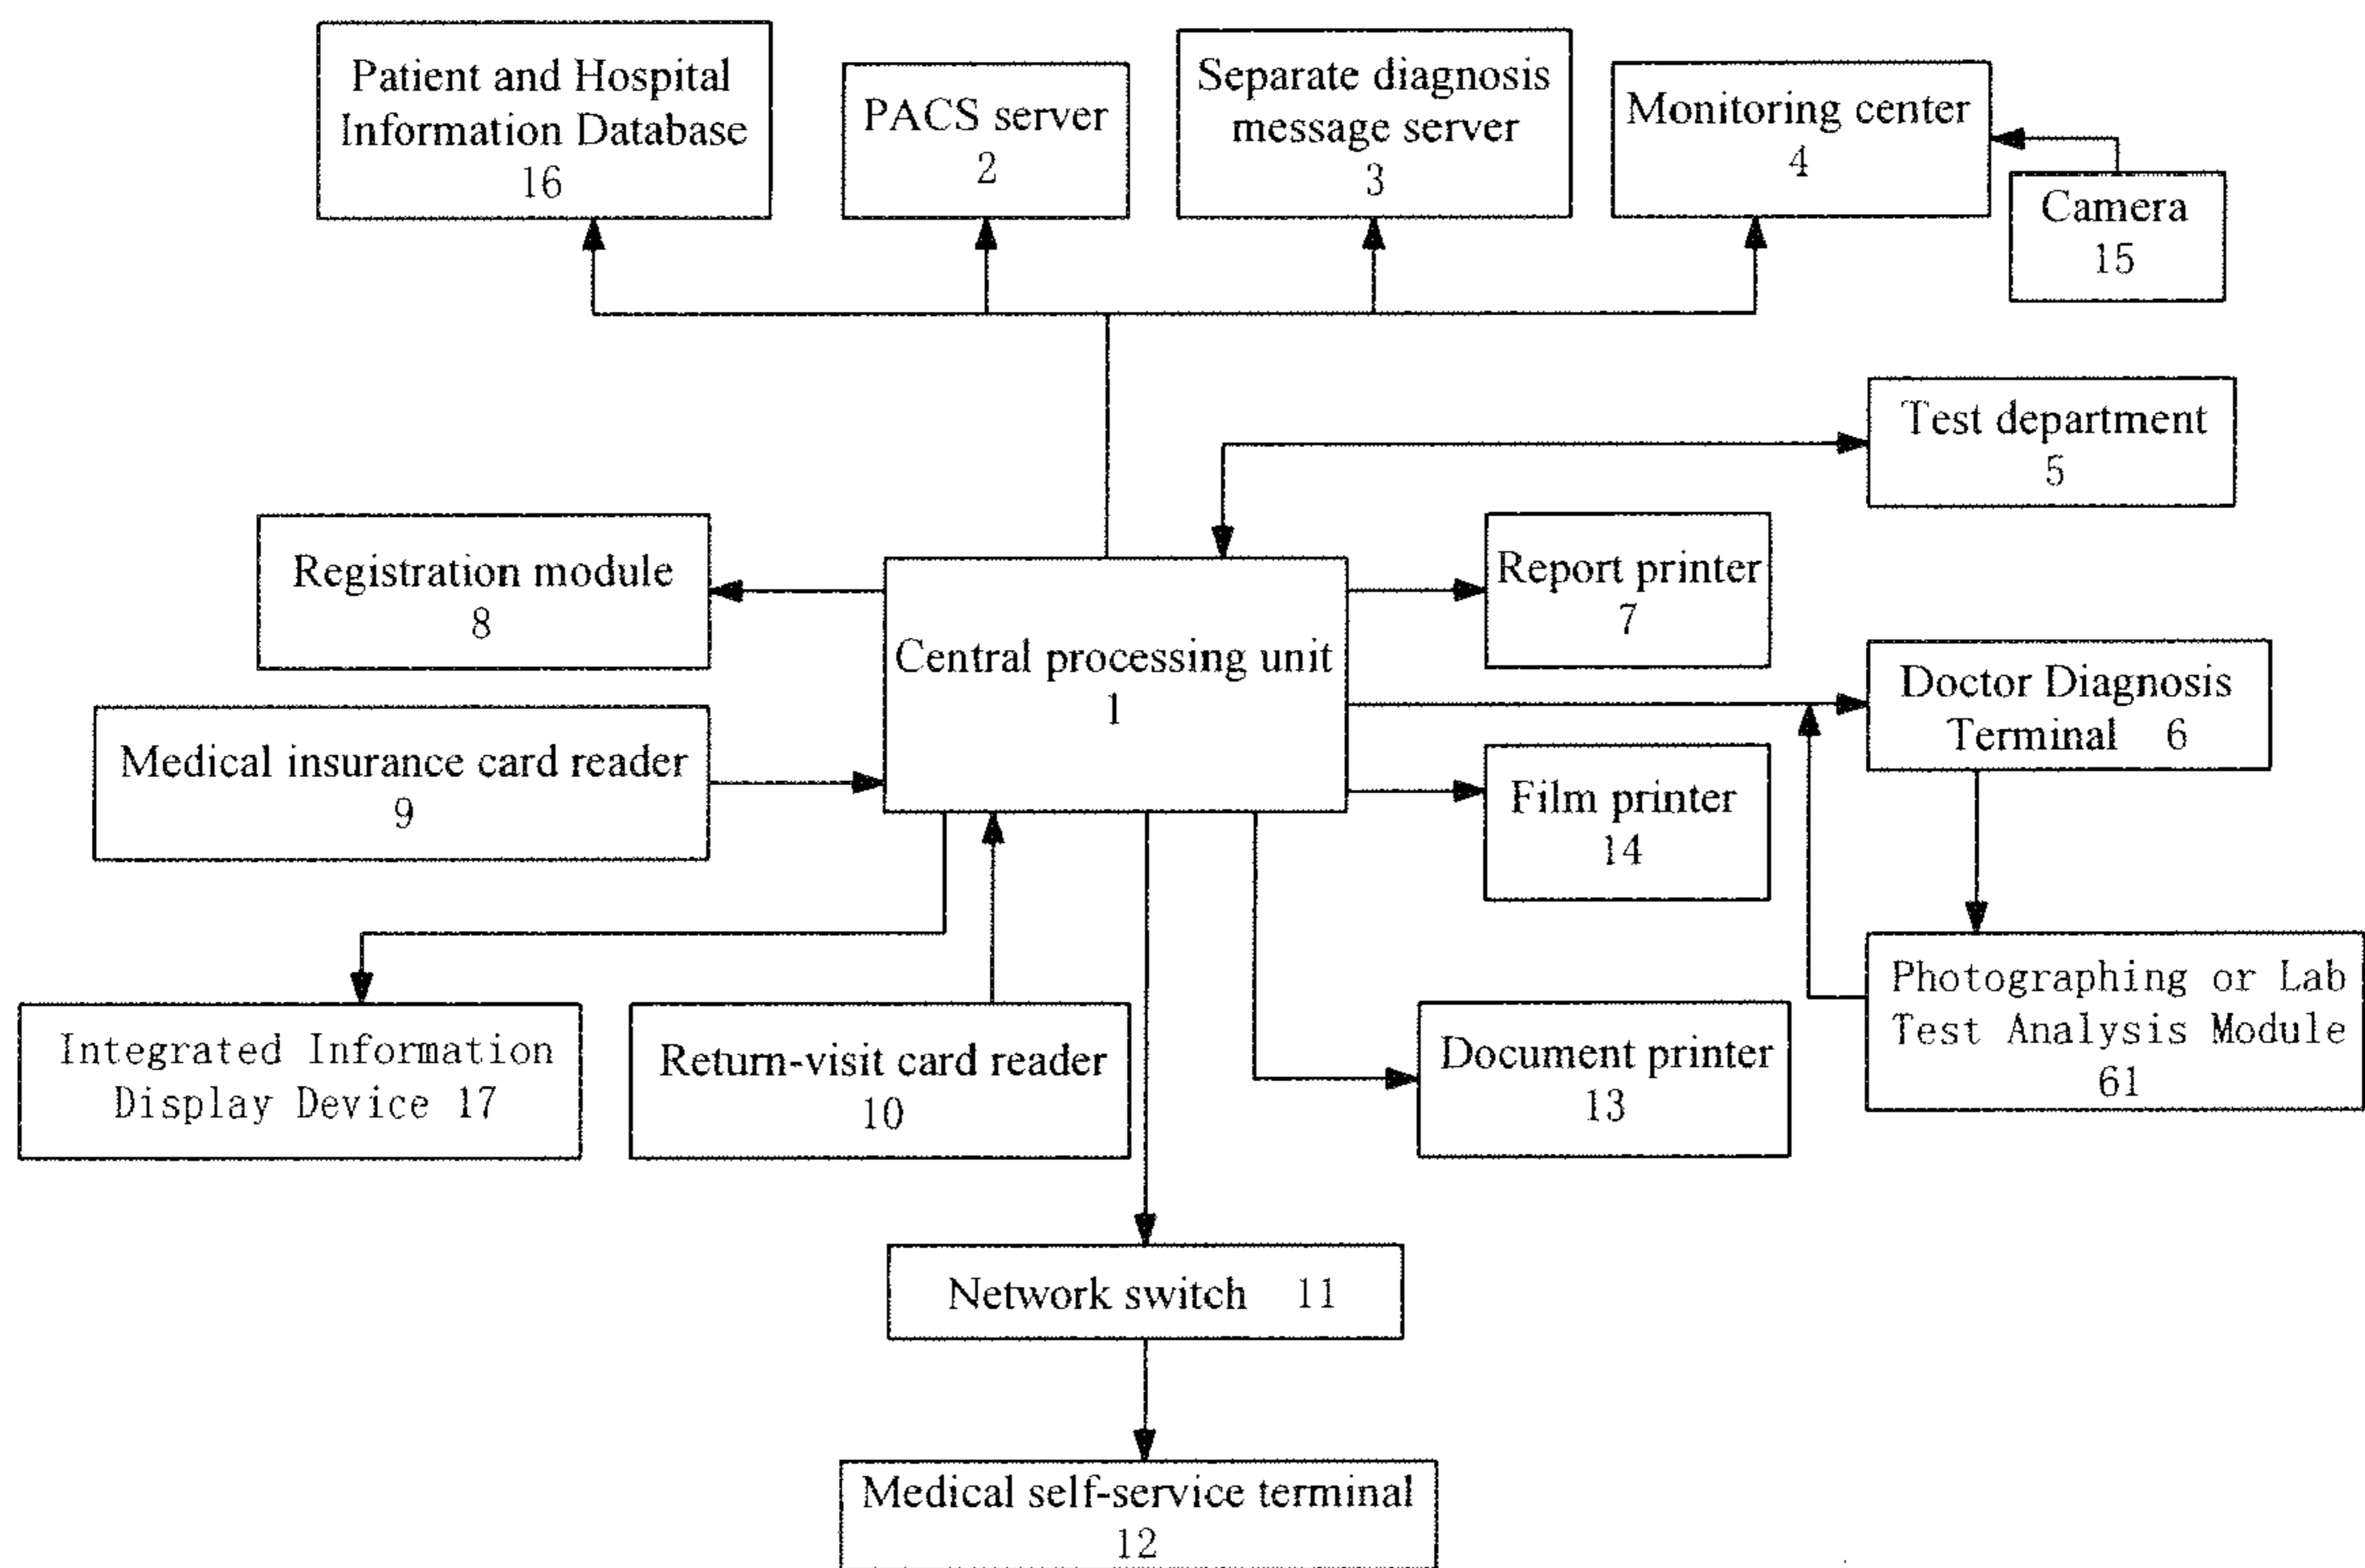 Patient and Hospital
Information Database
16
PACS server
2
Separate diagnosis
message server
3
Monitoring center
4
Camera
15
Test department
5
Registration module
8
Central processing unit
1
Report printer
7
Doctor Diagnosis
Terminal 6
Medical insurance card reader
9
Film printer
14
Photographing or Lab
Test Analysis Module
61
Integrated Information
Display Device 17
Return-visit card reader
10
Document printer
13
Network switch 11
Medical self-service terminal
12